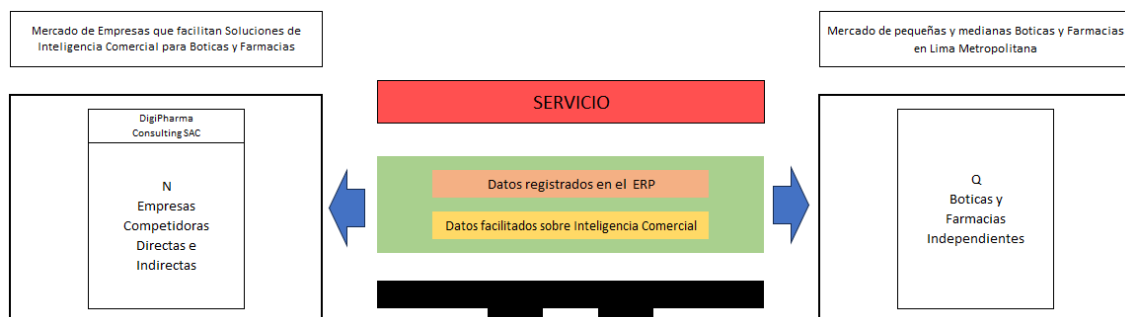 Mercado de Empresas que facilitan Soluciones de
Inteligencia Comercial para Boticas y Farmacias
Mercado de pequeñas y medianas Boticas y Farmacias
en Lima Metropolitana
SERVICIO
DigiPharma
Consulting SAC
N
Empresas
Competidoras
Directas e
Indirectas
Datos registrados en el ERP
Datos facilitados sobre Inteligencia Comercial
Q
Boticas y
Farmacias
Independientes